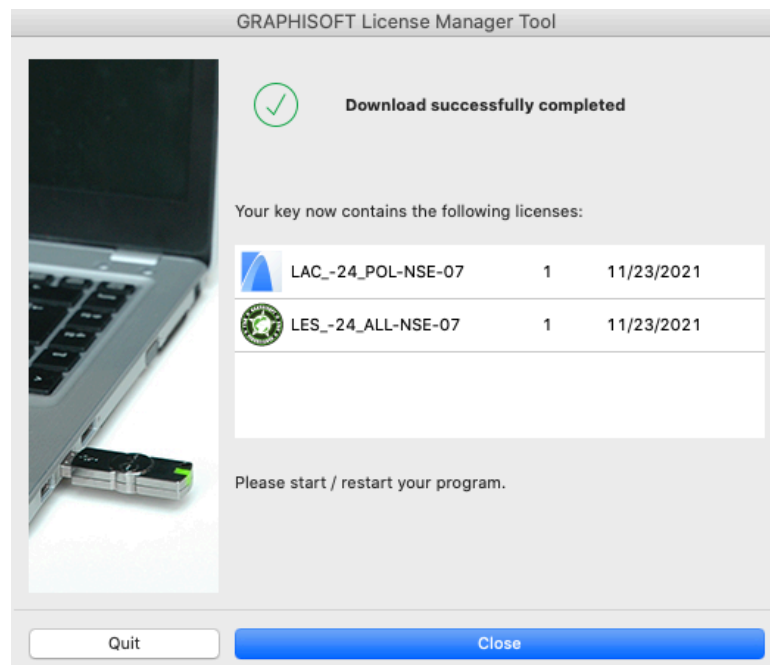 GRAPHISOFT License Manager Tool
Download successfully completed
Your key now contains the following licenses:
LAC_-24_POL-NSE-07 1 11/23/2021
LES_-24_ALL-NSE-07 1 11/23/2021
Please start / restart your program.
Quit Close